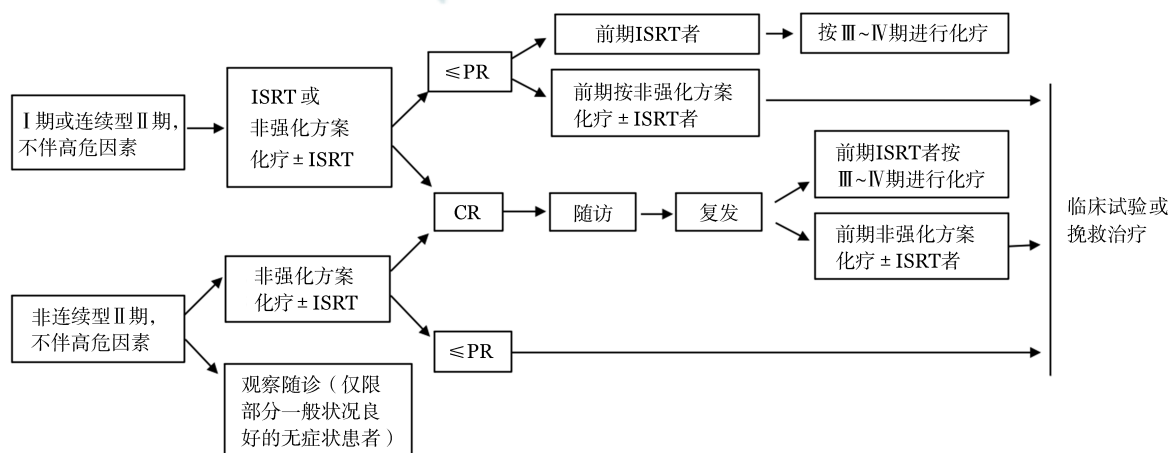 Ⅰ期或连续型Ⅱ期，
不伴高危因素
ISRT或
非强化方案
化疗±ISRT
≤PR
前期ISRT者
按Ⅲ~Ⅳ期进行化疗
前期按非强化方案
化疗±ISRT者
CR
随访
复发
前期ISRT者按
Ⅲ~Ⅳ期进行化疗
前期非强化方案
化疗±ISRT者
临床试验或
挽救治疗
非连续型Ⅱ期，
不伴高危因素
非强化方案
化疗±ISRT
≤PR
观察随诊（仅限
部分一般状况良
好的无症状患者）